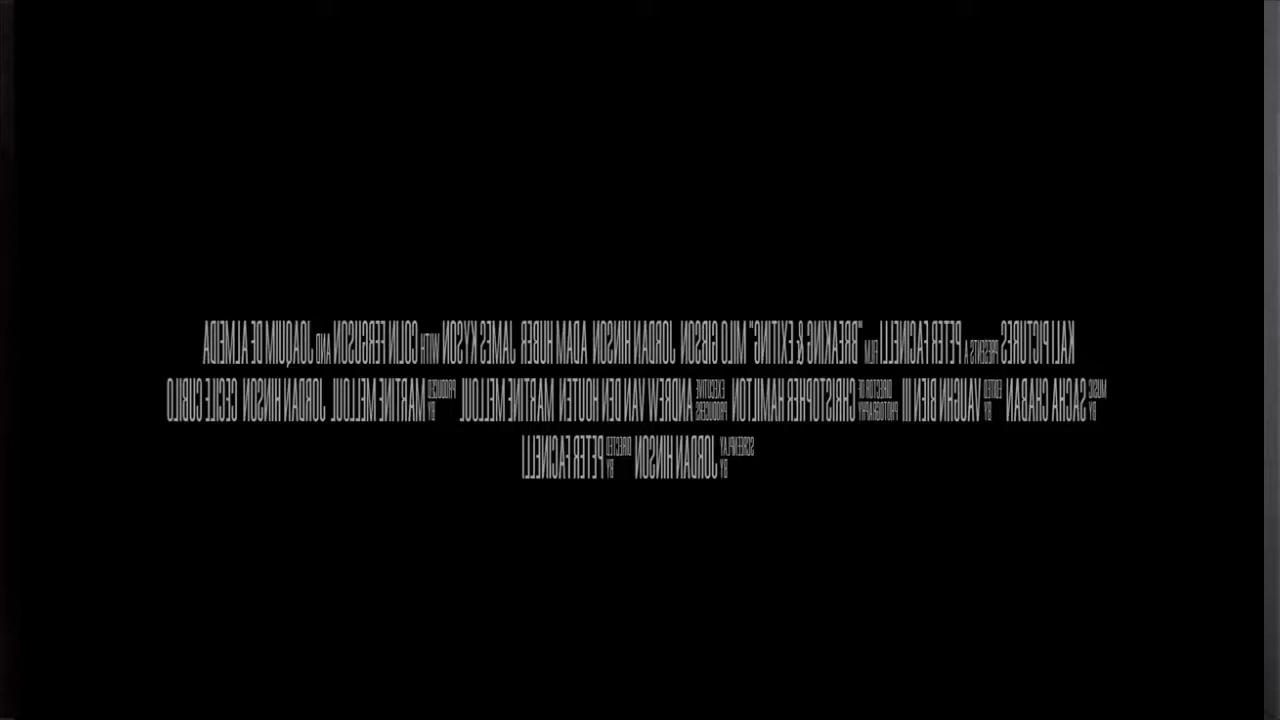 KALI PICTURES PRESENTS A PETER FACINELLI FILM "BREAKING & EXITING" MILO GIBSON JORDAN HINSON ADAM HUBER JAMES KYSON WITH COLIN FERGUSON AND JOAQUIM DE ALMEIDA
MUSIC BY SACHA CHABAN EDITED BY VAUGHN BIEN III DIRECTOR OF PHOTOGRAPHY CHRISTOPHER HAMILTON EXECUTIVE PRODUCERS ANDREW VAN DEN HOUTEN MARTINE MELLOUL PRODUCED BY MARTINE MELLOUL JORDAN HINSON CECILE CUBILO
SCREENPLAY BY JORDAN HINSON DIRECTED BY PETER FACINELLI